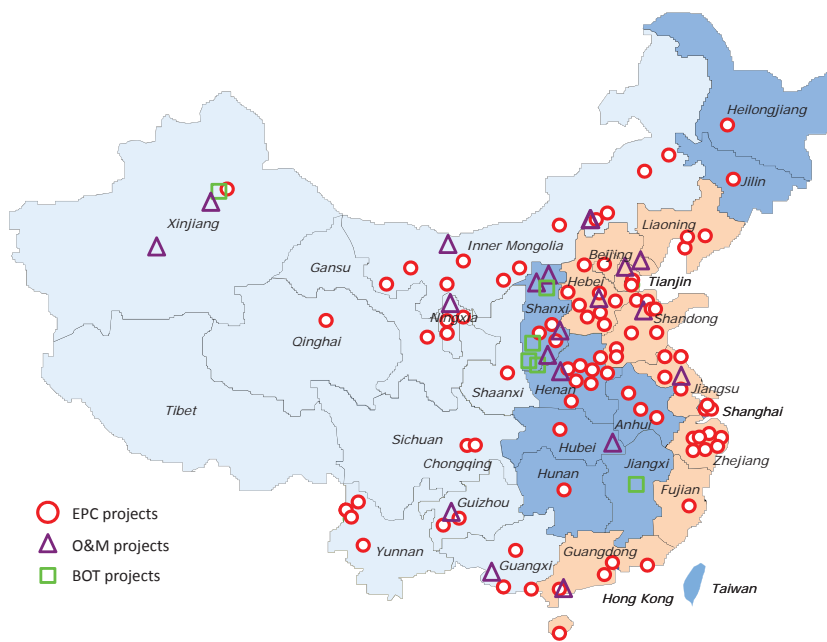 Heilongjiang
Jilin
Liaoning
Xinjiang
Inner Mongolia
Beijing
Gansu
Hebei
Tianjin
Shanxi
Ningxia
Shandong
Qinghai
Shaanxi
Henan
Jiangsu
Tibet
Shanghai
Anhui
Sichuan
Hubei
Chongqing
Zhejiang
Jiangxi
Hunan
Fujian
Guizhou
EPC projects
O&M projects
Yunnan
Guangdong
Guangxi
BOT projects
Taiwan
Hong Kong